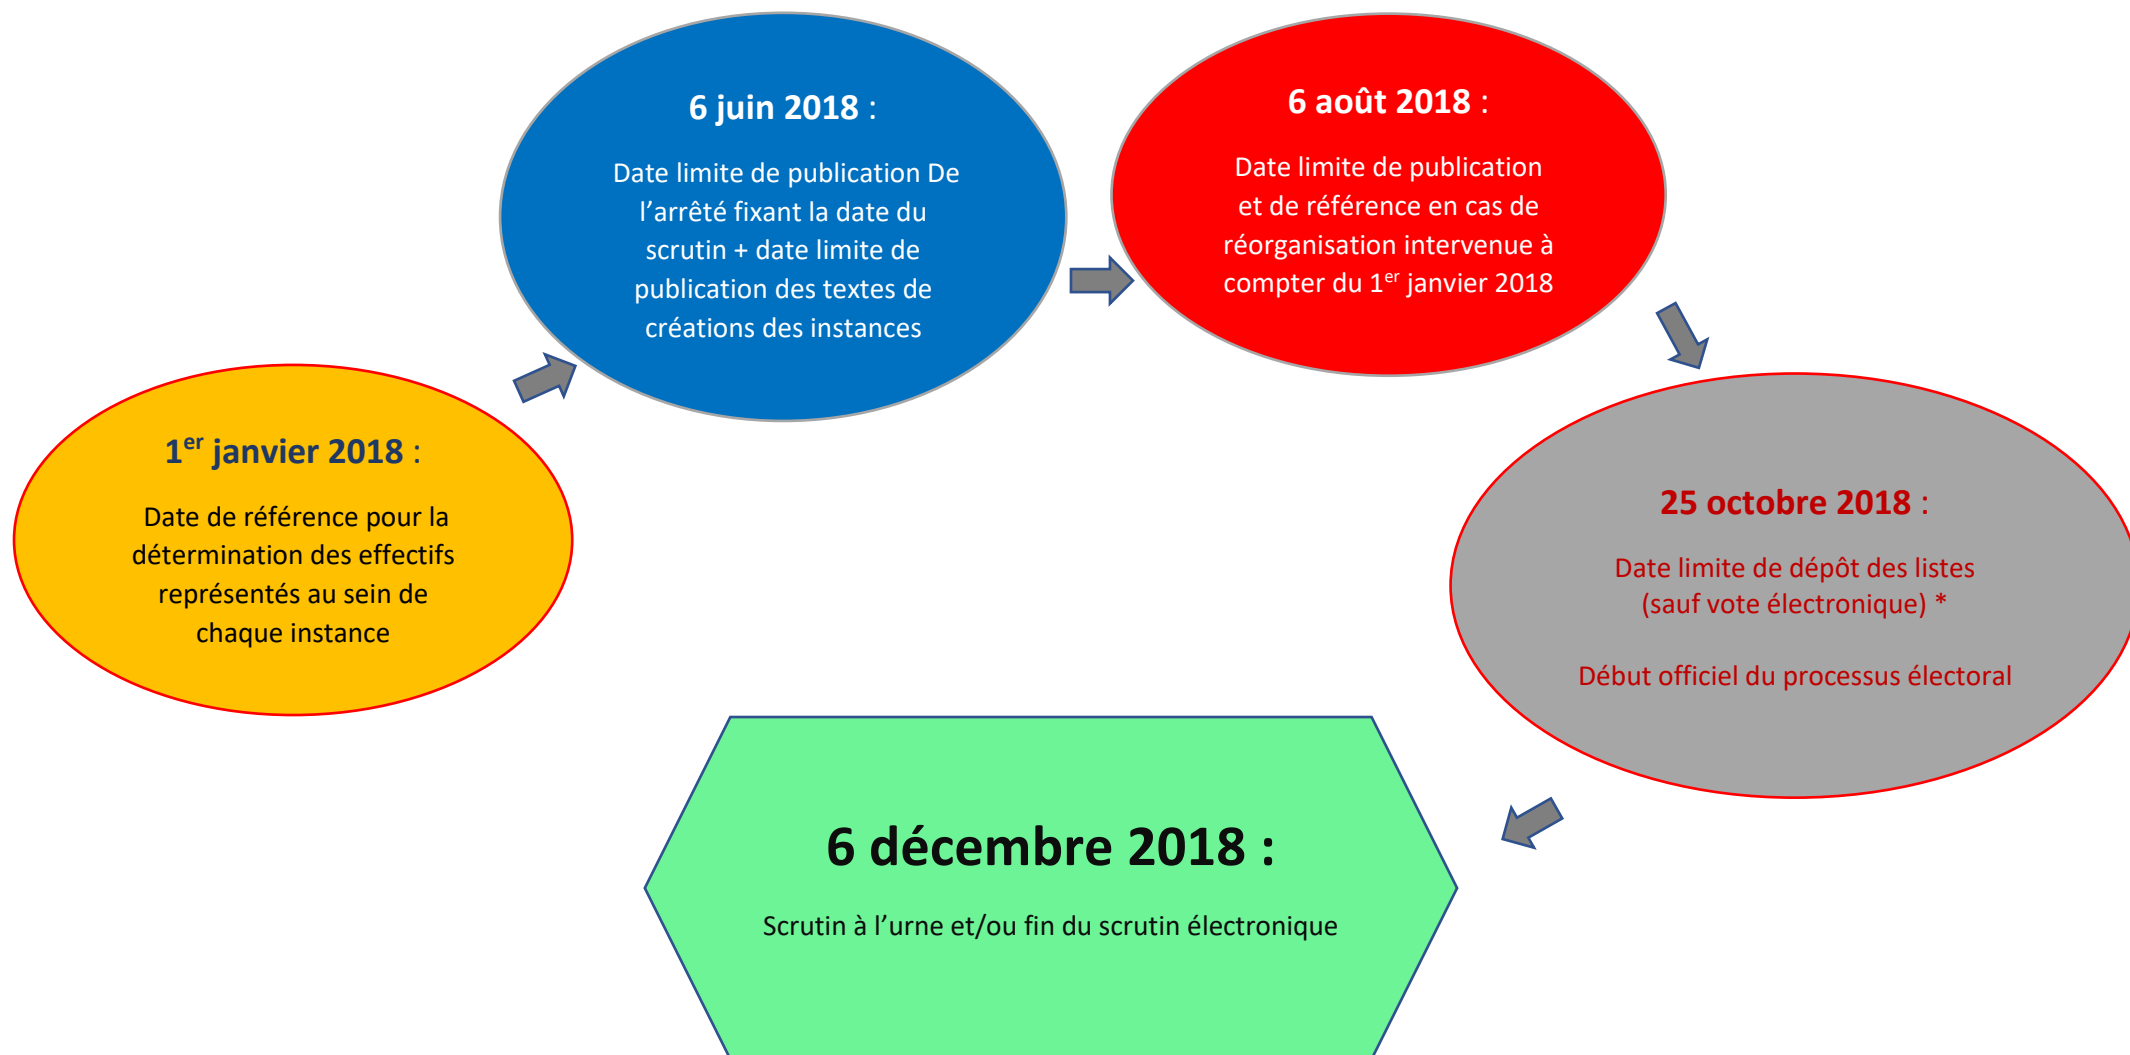 1er janvier 2018 :
Date de référence pour la
détermination des effectifs
représentés au sein de
chaque instance
6 juin 2018 :
Date limite de publication De
l’arrêté fixant la date du
scrutin + date limite de
publication des textes de
créations des instances
6 août 2018 :
Date limite de publication
et de référence en cas de
réorganisation intervenue à
compter du 1er janvier 2018
25 octobre 2018 :
Date limite de dépôt des listes
(sauf vote électronique) *
Début officiel du processus électoral
6 décembre 2018 :
Scrutin à l’urne et/ou fin du scrutin électronique